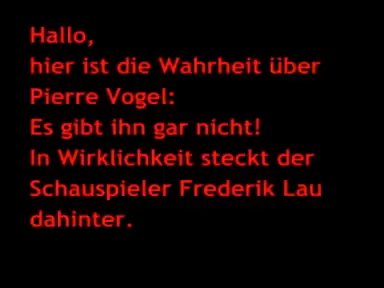 Hallo,
hier ist die Wahrheit über
Pierre Vogel:
Es gibt ihn gar nicht!
In Wirklichkeit steckt der
Schauspieler Frederik Lau
dahinter.